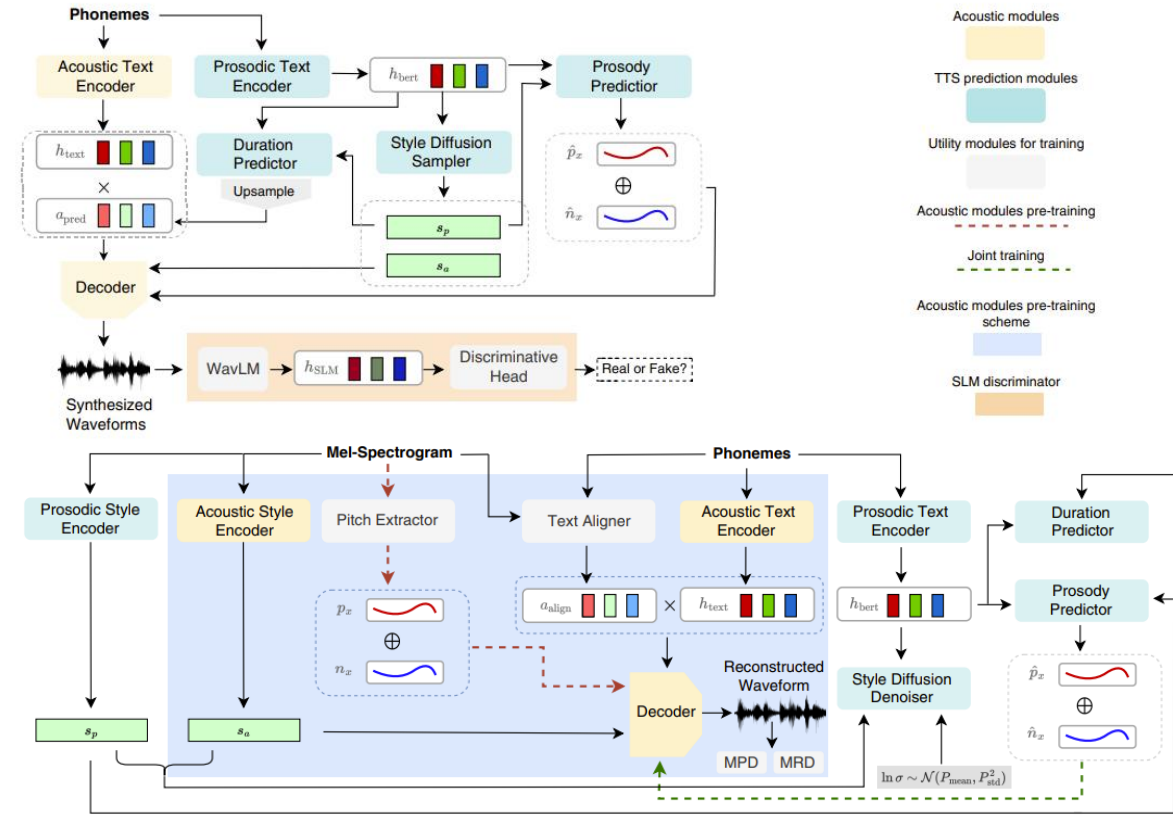 Phonemes
Acoustic Text
Encoder
Prosodic Text
Encoder
h_bert
Prosody
Predictior
h_text
×
a_pred
Duration
Predictor
Upsample
Style Diffusion
Sampler
s_p
s_a
p̂_x
⊕
n̂_x
Decoder
Synthesized
Waveforms
WavLM
h_SLM
Discriminative
Head
Real or Fake?
Acoustic modules
TTS prediction modules
Utility modules for training
Acoustic modules pre-training
Joint training
Acoustic modules pre-training
scheme
SLM discriminator
Mel-Spectrogram
Phonemes
Prosodic Style
Encoder
Acoustic Style
Encoder
Pitch Extractor
Text Aligner
Acoustic Text
Encoder
Prosodic Text
Encoder
Duration
Predictor
p_x
⊕
n_x
a_align
×
h_text
h_bert
Prosody
Predictor
s_p
s_a
Decoder
Reconstructed
Waveform
MPD
MRD
Style Diffusion
Denoiser
ln σ ∼ N(P_mean, P²_std)
p̂_x
⊕
n̂_x